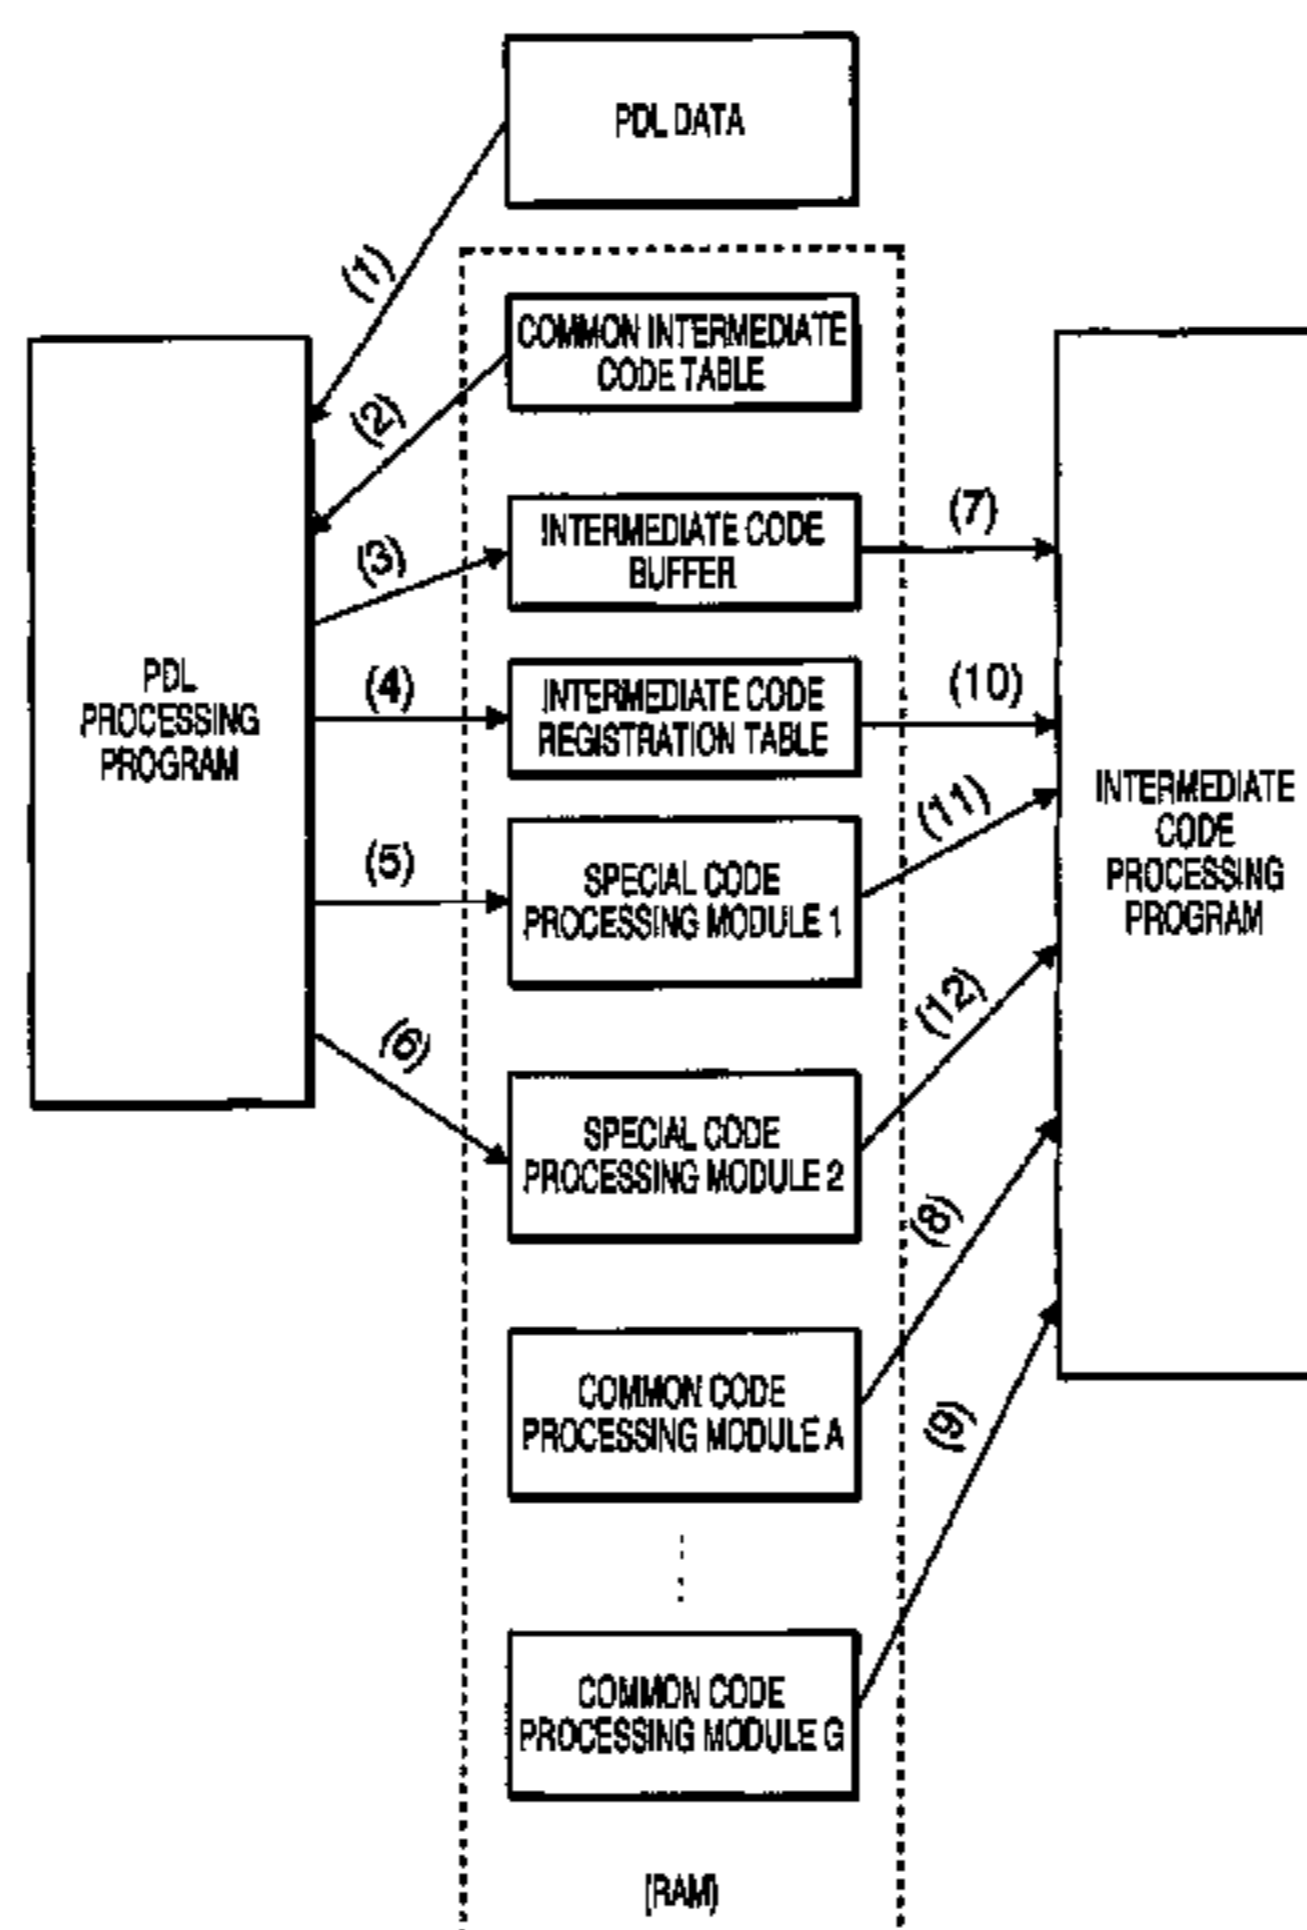 PDL DATA
(1)
COMMON INTERMEDIATE
CODE TABLE
(2)
INTERMEDIATE CODE
BUFFER
(3)
(7)
PDL
PROCESSING
PROGRAM
(4)
INTERMEDIATE CODE
REGISTRATION TABLE
(10)
(5)
SPECIAL CODE
PROCESSING MODULE 1
(11)
INTERMEDIATE
CODE
PROCESSING
PROGRAM
(6)
SPECIAL CODE
PROCESSING MODULE 2
(12)
(8)
COMMON CODE
PROCESSING MODULE A
(9)
COMMON CODE
PROCESSING MODULE G
(RAM)